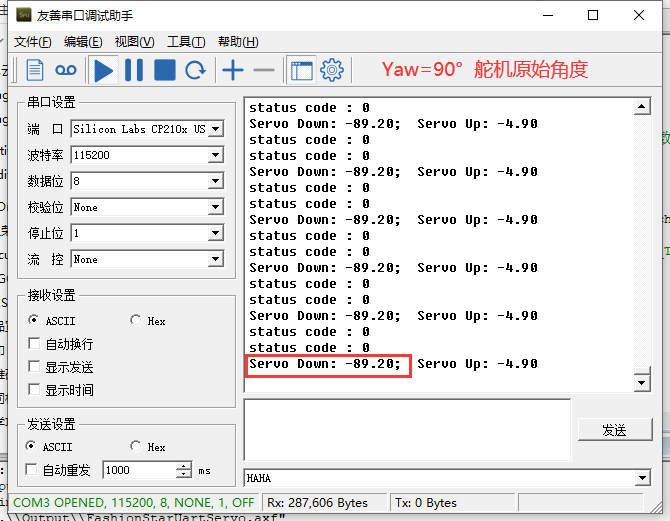 友善串口调试助手
文件(F) 编辑(E) 视图(V) 工具(T) 帮助(H)
Yaw=90° 舵机原始角度
串口设置
端 口 Silicon Labs CP210x US
波特率 115200
数据位 8
校验位 None
停止位 1
流 控 None
接收设置
ASCII Hex
自动换行
显示发送
显示时间
发送设置
ASCII Hex
自动重发 1000 ms
status code : 0
Servo Down: -89.20; Servo Up: -4.90
status code : 0
status code : 0
Servo Down: -89.20; Servo Up: -4.90
status code : 0
status code : 0
Servo Down: -89.20; Servo Up: -4.90
status code : 0
status code : 0
Servo Down: -89.20; Servo Up: -4.90
status code : 0
status code : 0
Servo Down: -89.20; Servo Up: -4.90
status code : 0
status code : 0
Servo Down: -89.20; Servo Up: -4.90
发送
HAHA
COM3 OPENED, 115200, 8, NONE, 1, OFF Rx: 287,606 Bytes Tx: 0 Bytes
.\\Output\\FashionStarUartServo.axf"